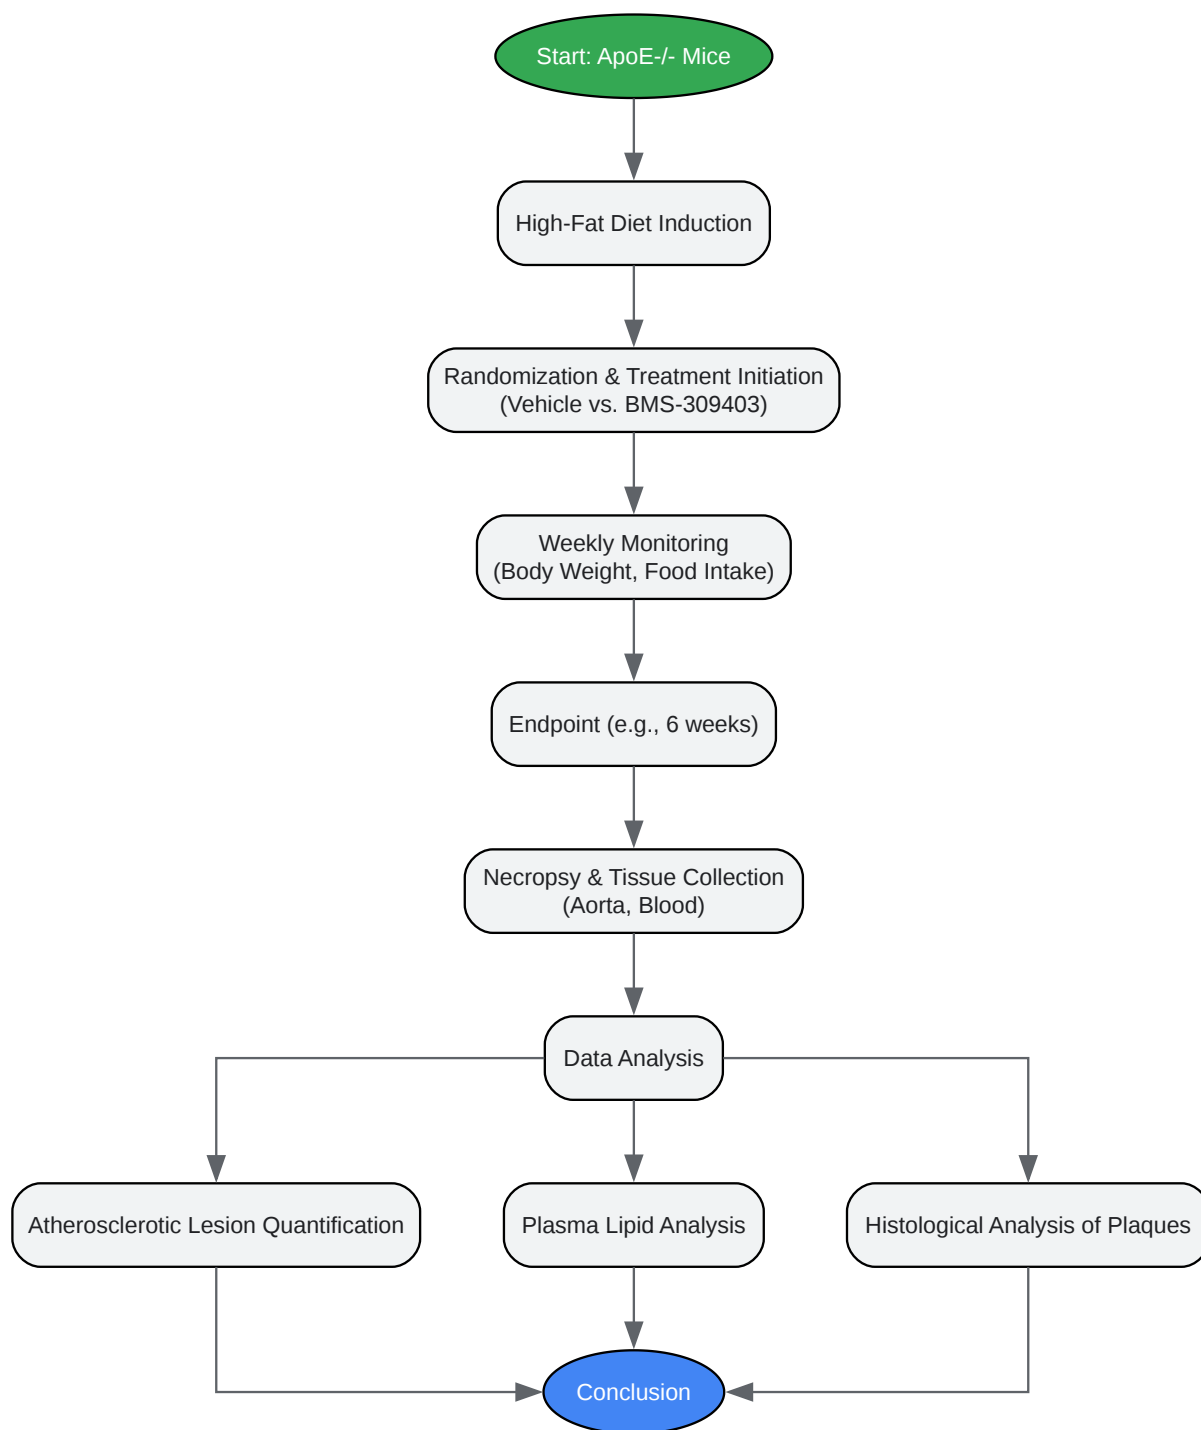 Start: ApoE-/- Mice
High-Fat Diet Induction
Randomization & Treatment Initiation
(Vehicle vs. BMS-309403)
Weekly Monitoring
(Body Weight, Food Intake)
Endpoint (e.g., 6 weeks)
Necropsy & Tissue Collection
(Aorta, Blood)
Data Analysis
Atherosclerotic Lesion Quantification
Plasma Lipid Analysis
Histological Analysis of Plaques
Conclusion